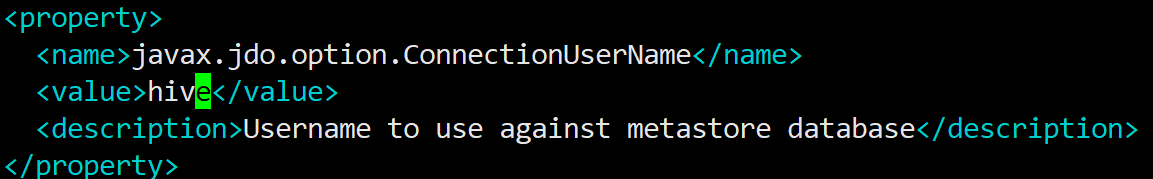 <property>
  <name>javax.jdo.option.ConnectionUserName</name>
  <value>hive</value>
  <description>Username to use against metastore database</description>
</property>